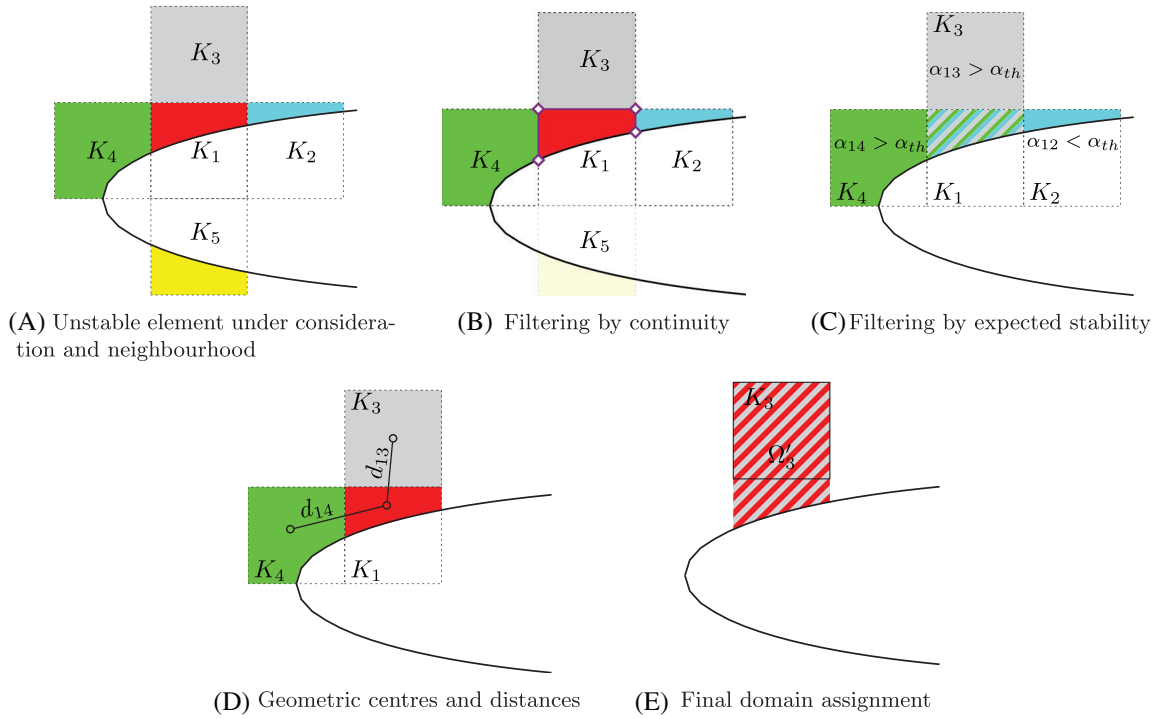 K3
K4
K1
K2
K5
(A) Unstable element under considera-
tion and neighbourhood
K3
K4
K1
K2
K5
(B) Filtering by continuity
K3
α13 > αth
α14 > αth
α12 < αth
K4
K1
K2
(C) Filtering by expected stability
K3
d13
d14
K4
K1
(D) Geometric centres and distances
K3
Ω′3
(E) Final domain assignment